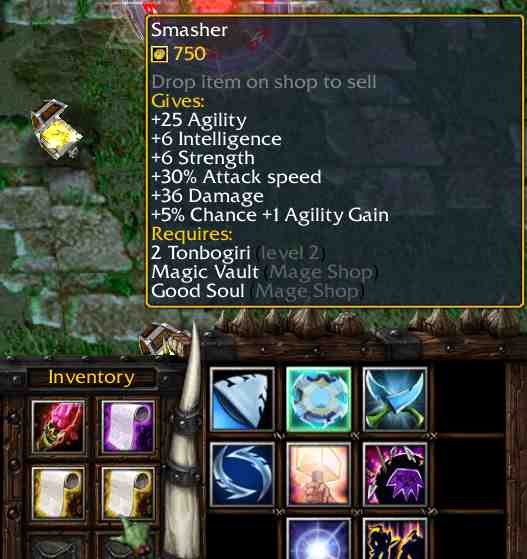 Smasher
750
Drop item on shop to sell
Gives:
+25 Agility
+6 Intelligence
+6 Strength
+30% Attack speed
+36 Damage
+5% Chance +1 Agility Gain
Requires:
2 Tonbogiri (level 2)
Magic Vault (Mage Shop)
Good Soul (Mage Shop)
Inventory